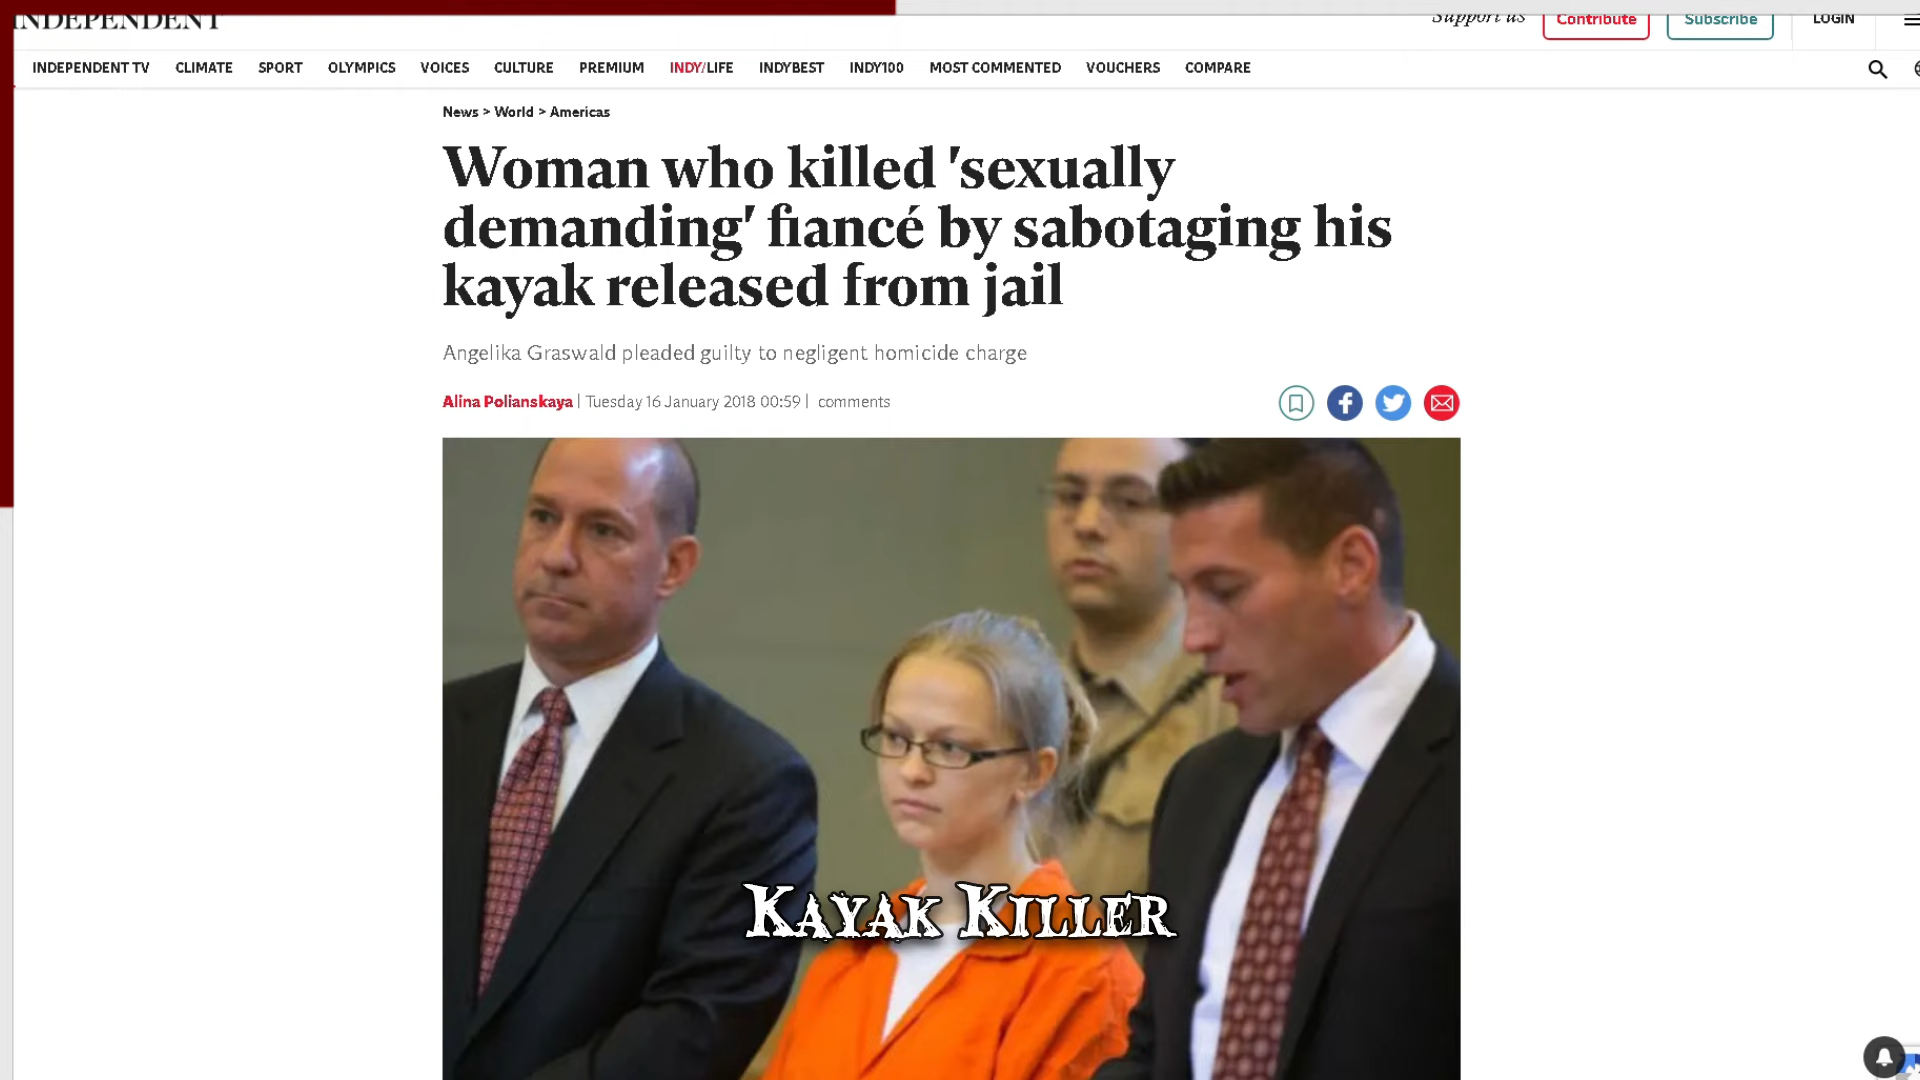 INDEPENDENT
Support us Contribute Subscribe LOGIN
INDEPENDENT TV CLIMATE SPORT OLYMPICS VOICES CULTURE PREMIUM INDY/LIFE INDYBEST INDY100 MOST COMMENTED VOUCHERS COMPARE
News > World > Americas
Woman who killed 'sexually
demanding' fiancé by sabotaging his
kayak released from jail
Angelika Graswald pleaded guilty to negligent homicide charge
Alina Polianskaya | Tuesday 16 January 2018 00:59 | comments
KAYAK KILLER